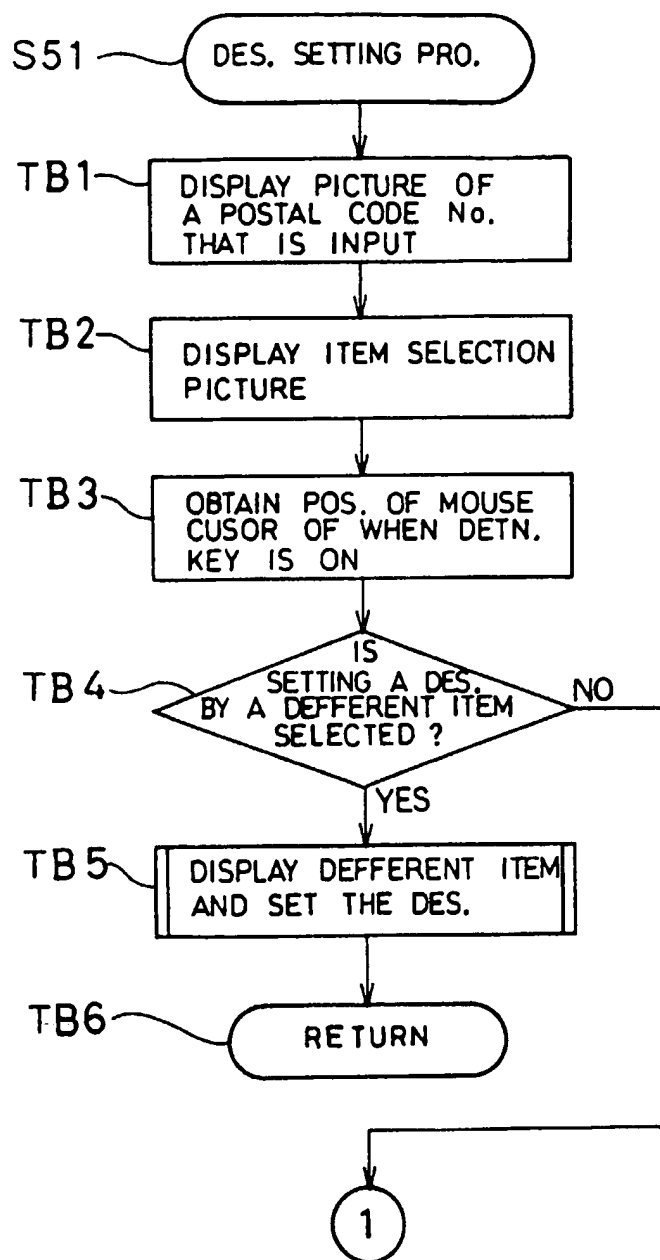 S51
DES. SETTING PRO.
TB1
DISPLAY PICTURE OF
A POSTAL CODE No.
THAT IS INPUT
TB2
DISPLAY ITEM SELECTION
PICTURE
TB3
OBTAIN POS. OF MOUSE
CUSOR OF WHEN DETN.
KEY IS ON
TB4
IS
SETTING A DES.
BY A DEFFERENT ITEM
SELECTED ?
NO
YES
TB5
DISPLAY DEFFERENT ITEM
AND SET THE DES.
TB6
RETURN
1